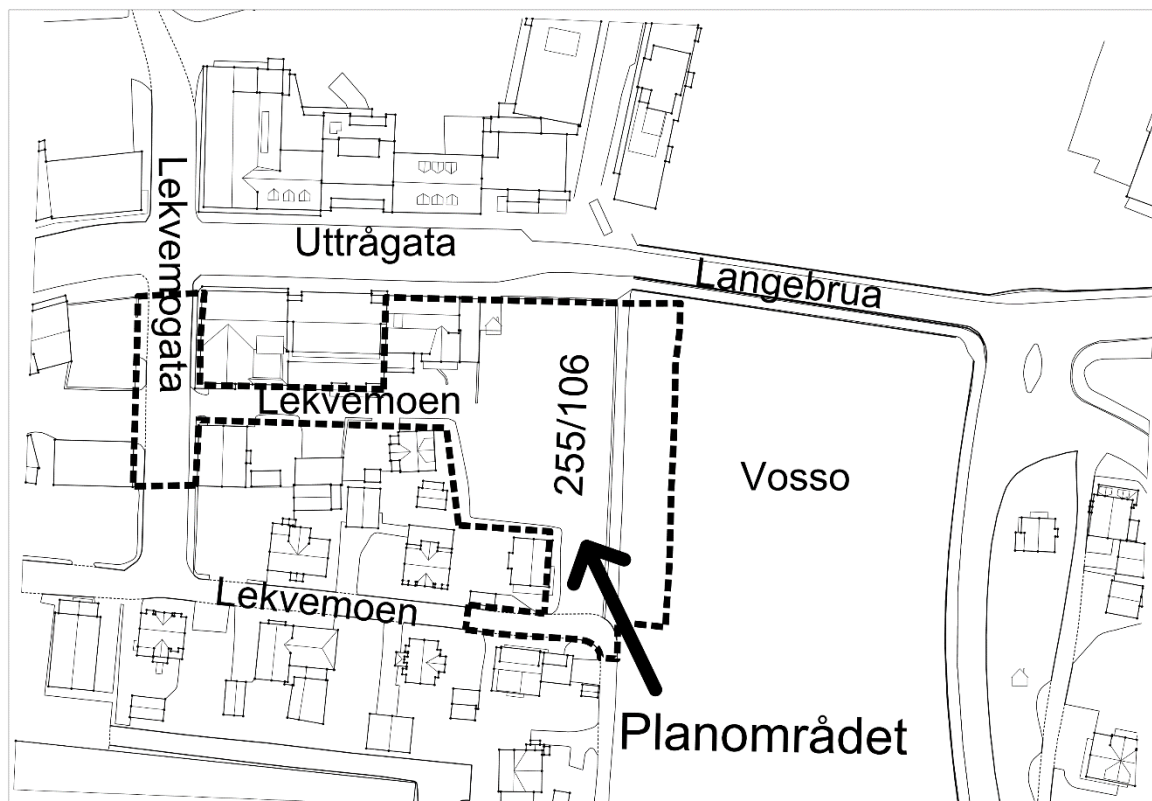 Lekvemogata
Uttrågata
Langebrua
Lekvemoen
255/106
Vosso
Lekvemoen
Planområdet